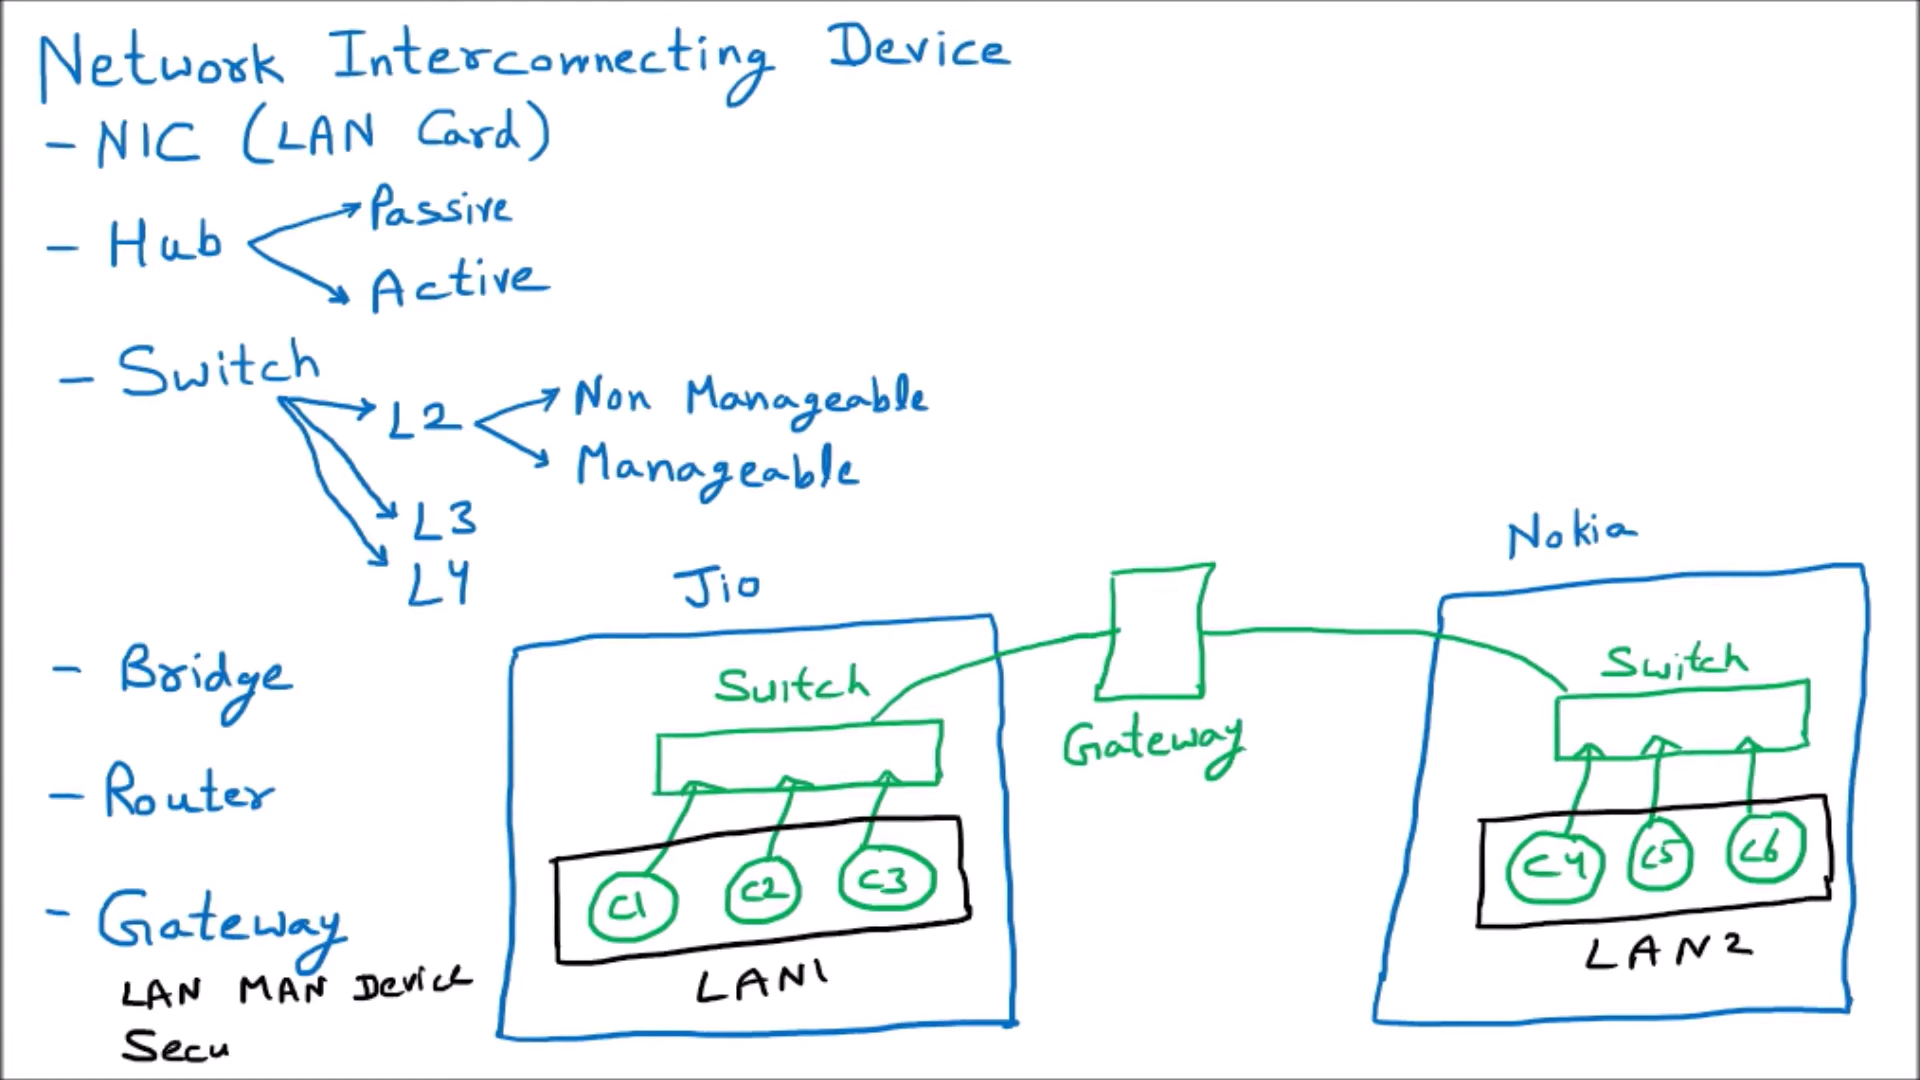 Network Interconnecting Device
- NIC (LAN Card)
- Hub
Passive
Active
- Switch
L2
Non Manageable
Manageable
L3
L4
- Bridge
- Router
- Gateway
LAN MAN Device
Secu
Jio
Switch
C1 C2 C3
LAN1
Gateway
Nokia
Switch
C4 C5 C6
LAN2